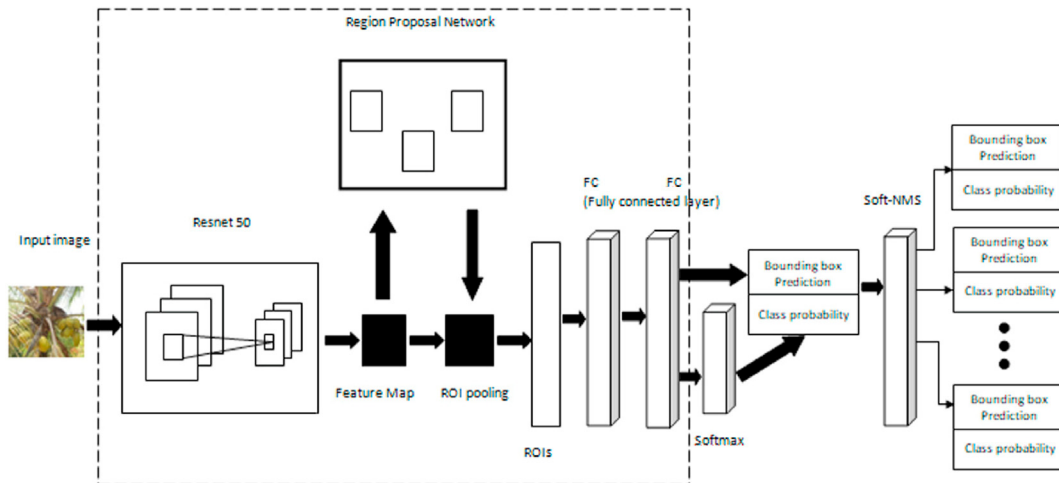 Region Proposal Network
Resnet 50
Input image
Feature Map
ROI pooling
ROIs
FC FC
(Fully connected layer)
Softmax
Bounding box
Prediction
Class probability
Soft-NMS
Bounding box
Prediction
Class probability
Bounding box
Prediction
Class probability
Bounding box
Prediction
Class probability